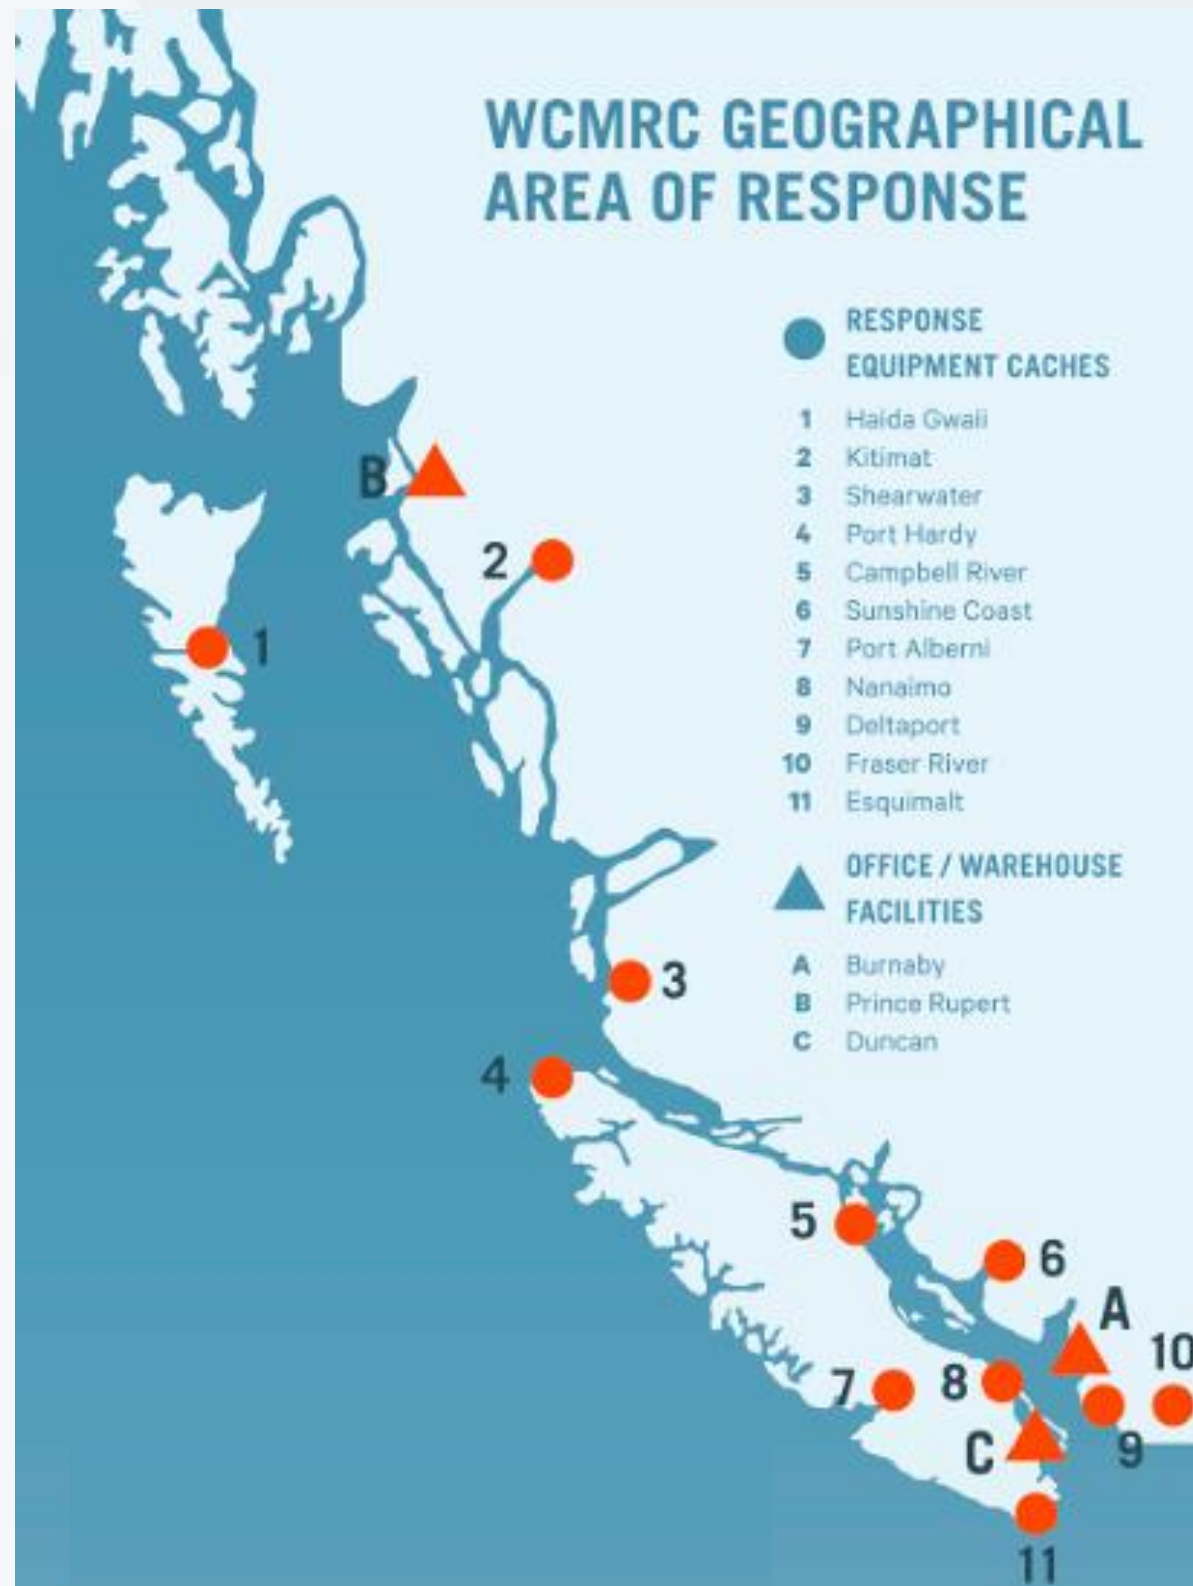 WCMRC GEOGRAPHICAL
AREA OF RESPONSE
RESPONSE
EQUIPMENT CACHES
1 Haida Gwaii
2 Kitimat
3 Shearwater
4 Port Hardy
5 Campbell River
6 Sunshine Coast
7 Port Alberni
8 Nanaimo
9 Deltaport
10 Fraser River
11 Esquimalt
OFFICE / WAREHOUSE
FACILITIES
A Burnaby
B Prince Rupert
C Duncan
B
2
1
3
4
5
6
A
10
7
8
9
C
11